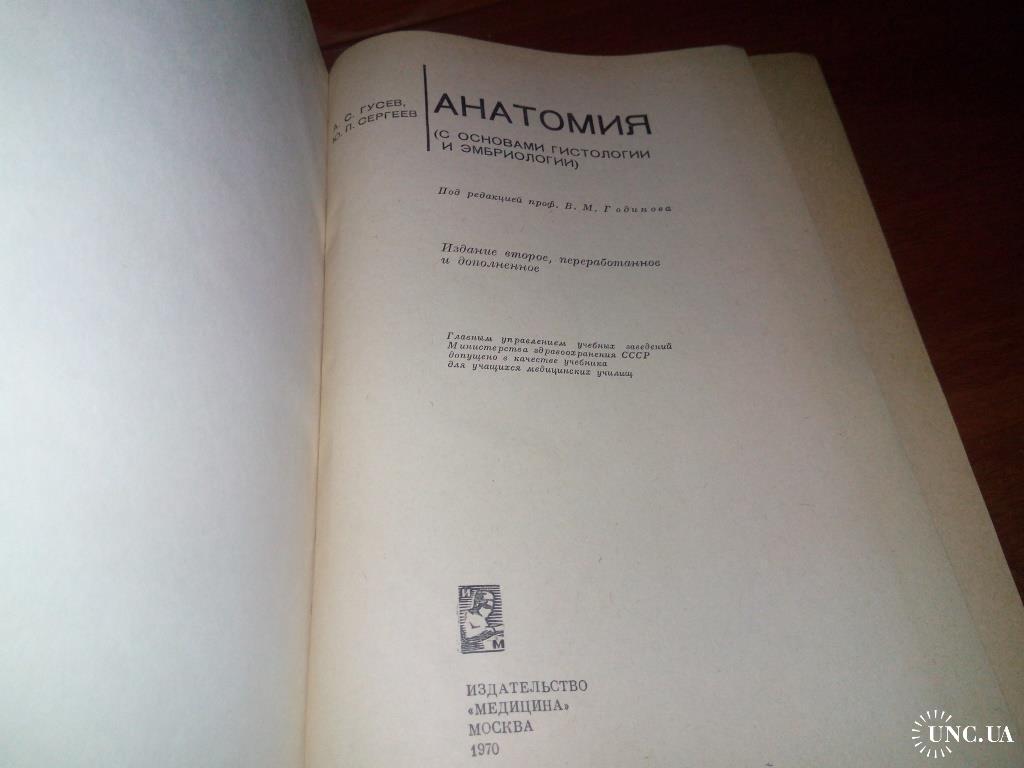 А. С. ГУСЕВ,
Ю. П. СЕРГЕЕВ
АНАТОМИЯ
(С ОСНОВАМИ ГИСТОЛОГИИ
И ЭМБРИОЛОГИИ)
Под редакцией проф. В. М. Годинова
Издание второе, переработанное
и дополненное
Главным управлением учебных заведений
Министерства здравоохранения СССР
допущено в качестве учебника
для учащихся медицинских училищ
И
М
ИЗДАТЕЛЬСТВО
«МЕДИЦИНА»
МОСКВА
1970
UNC.UA